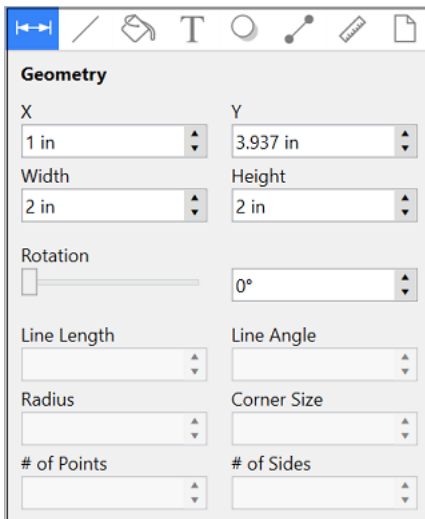 T
Geometry
X Y
1 in 3.937 in
Width Height
2 in 2 in
Rotation
0°
Line Length Line Angle
Radius Corner Size
# of Points # of Sides